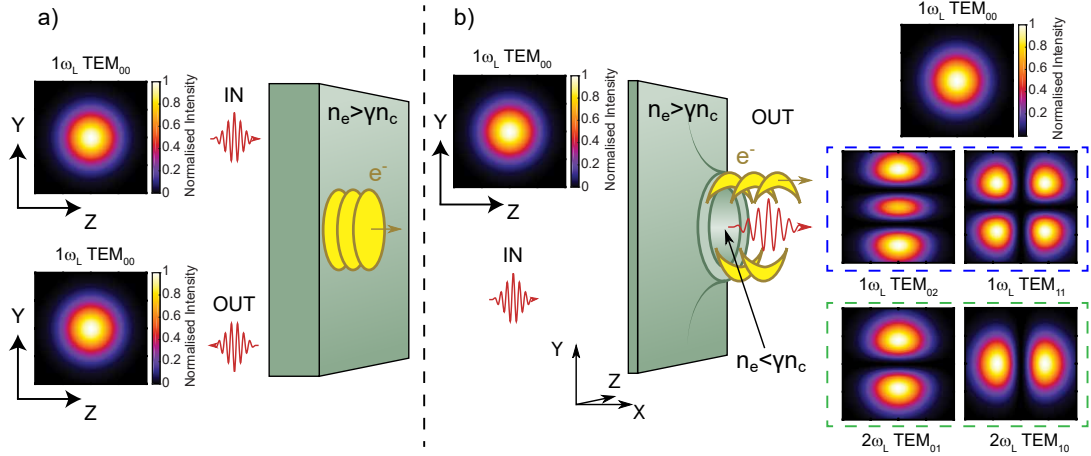 a)
1ω_L TEM_00
Y
Z
1
0.8
0.6
0.4
0.2
0
Normalised Intensity
IN
n_e>γn_c
e^-
1ω_L TEM_00
Y
Z
1
0.8
0.6
0.4
0.2
0
Normalised Intensity
OUT
b)
1ω_L TEM_00
Y
Z
1
0.8
0.6
0.4
0.2
0
Normalised Intensity
IN
n_e>γn_c
OUT
e^-
n_e<γn_c
Y
Z
X
1ω_L TEM_00
1
0.8
0.6
0.4
0.2
Normalised Intensity
1ω_L TEM_02
1ω_L TEM_11
2ω_L TEM_01
2ω_L TEM_10